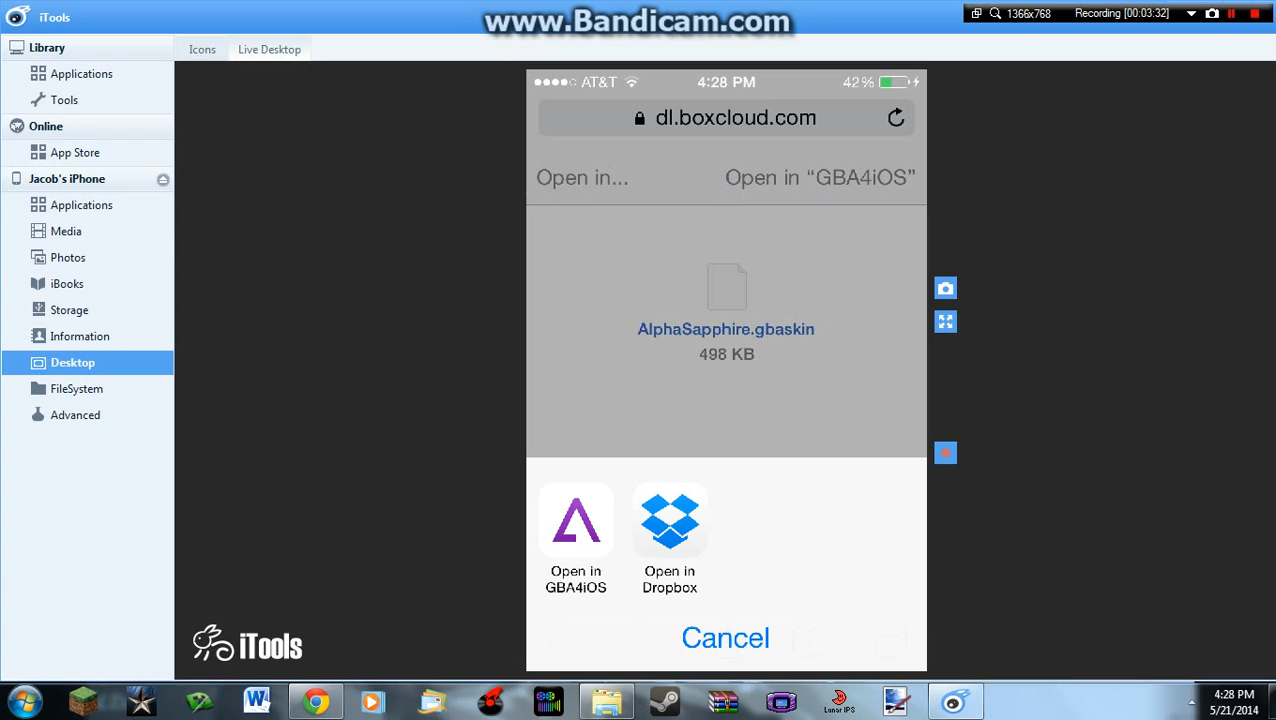 iTools
www.Bandicam.com
1366x768
Recording [00:03:32]
Library
Applications
Tools
Online
App Store
Jacob's iPhone
Applications
Media
Photos
iBooks
Storage
Information
Desktop
FileSystem
Advanced
Icons
Live Desktop
AT&T
4:28 PM
42%
dl.boxcloud.com
Open in...
Open in “GBA4iOS”
AlphaSapphire.gbaskin
498 KB
Open in
GBA4iOS
Open in
Dropbox
Cancel
iTools
Lunar IPS
4:28 PM
5/21/2014